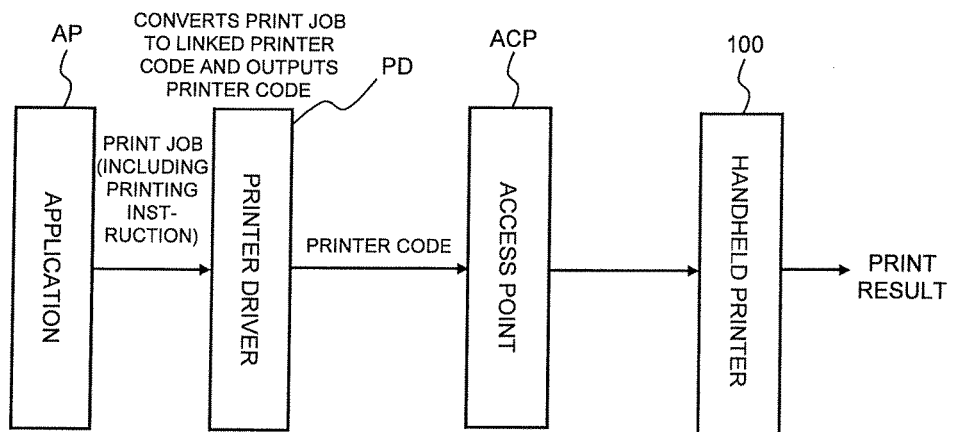 AP
CONVERTS PRINT JOB
TO LINKED PRINTER
CODE AND OUTPUTS
PRINTER CODE
PD
ACP
100
APPLICATION
PRINT JOB
(INCLUDING
PRINTING
INST-
RUCTION)
PRINTER DRIVER
PRINTER CODE
ACCESS POINT
HANDHELD PRINTER
PRINT
RESULT